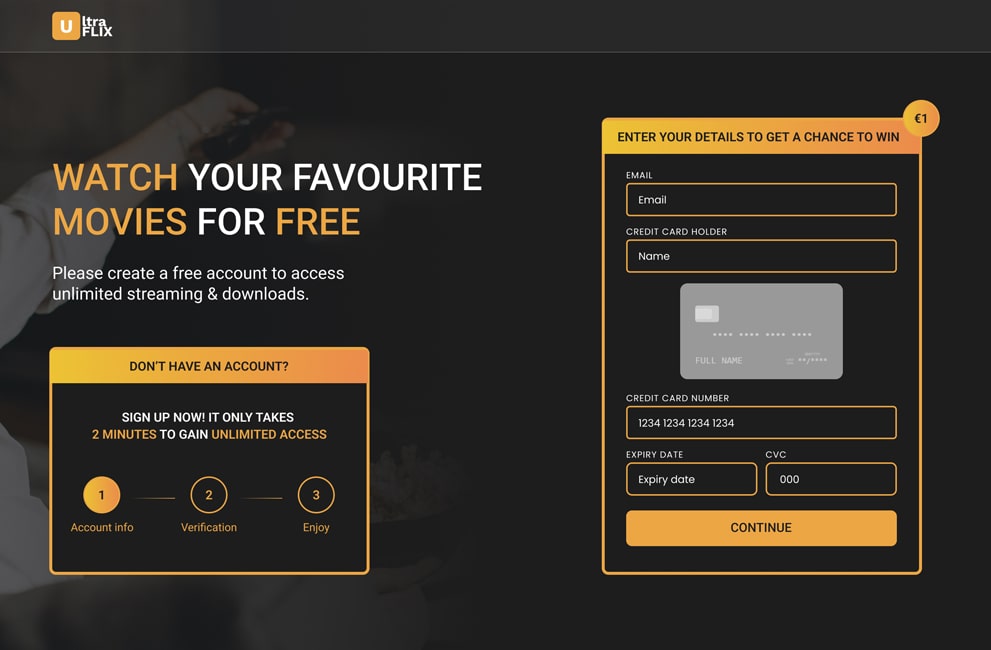 U ltra
FLIX
WATCH YOUR FAVOURITE
MOVIES FOR FREE
Please create a free account to access
unlimited streaming & downloads.
DON'T HAVE AN ACCOUNT?
SIGN UP NOW! IT ONLY TAKES
2 MINUTES TO GAIN UNLIMITED ACCESS
1 2 3
Account info Verification Enjoy
€1
ENTER YOUR DETAILS TO GET A CHANCE TO WIN
EMAIL
Email
CREDIT CARD HOLDER
Name
•••• •••• •••• ••••
FULL NAME ••/••••
CREDIT CARD NUMBER
1234 1234 1234 1234
EXPIRY DATE CVC
Expiry date 000
CONTINUE